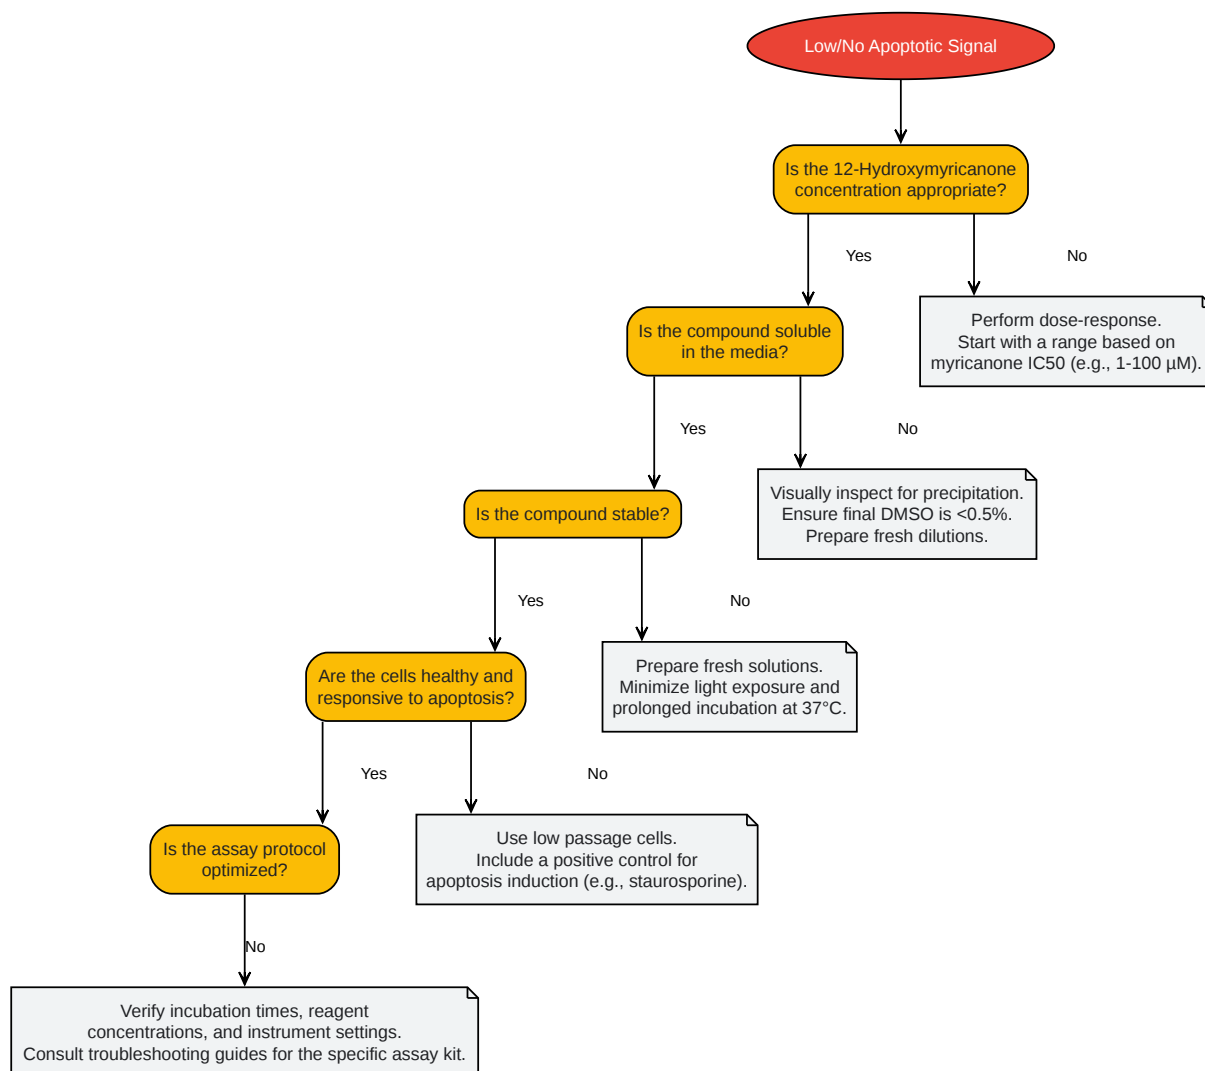 Low/No Apoptotic Signal
Is the 12-Hydroxymyricanone
concentration appropriate?
Yes
No
Perform dose-response.
Start with a range based on
myricanone IC50 (e.g., 1-100 µM).
Is the compound soluble
in the media?
Yes
No
Visually inspect for precipitation.
Ensure final DMSO is <0.5%.
Prepare fresh dilutions.
Is the compound stable?
Yes
No
Prepare fresh solutions.
Minimize light exposure and
prolonged incubation at 37°C.
Are the cells healthy and
responsive to apoptosis?
Yes
No
Use low passage cells.
Include a positive control for
apoptosis induction (e.g., staurosporine).
Is the assay protocol
optimized?
No
Verify incubation times, reagent
concentrations, and instrument settings.
Consult troubleshooting guides for the specific assay kit.